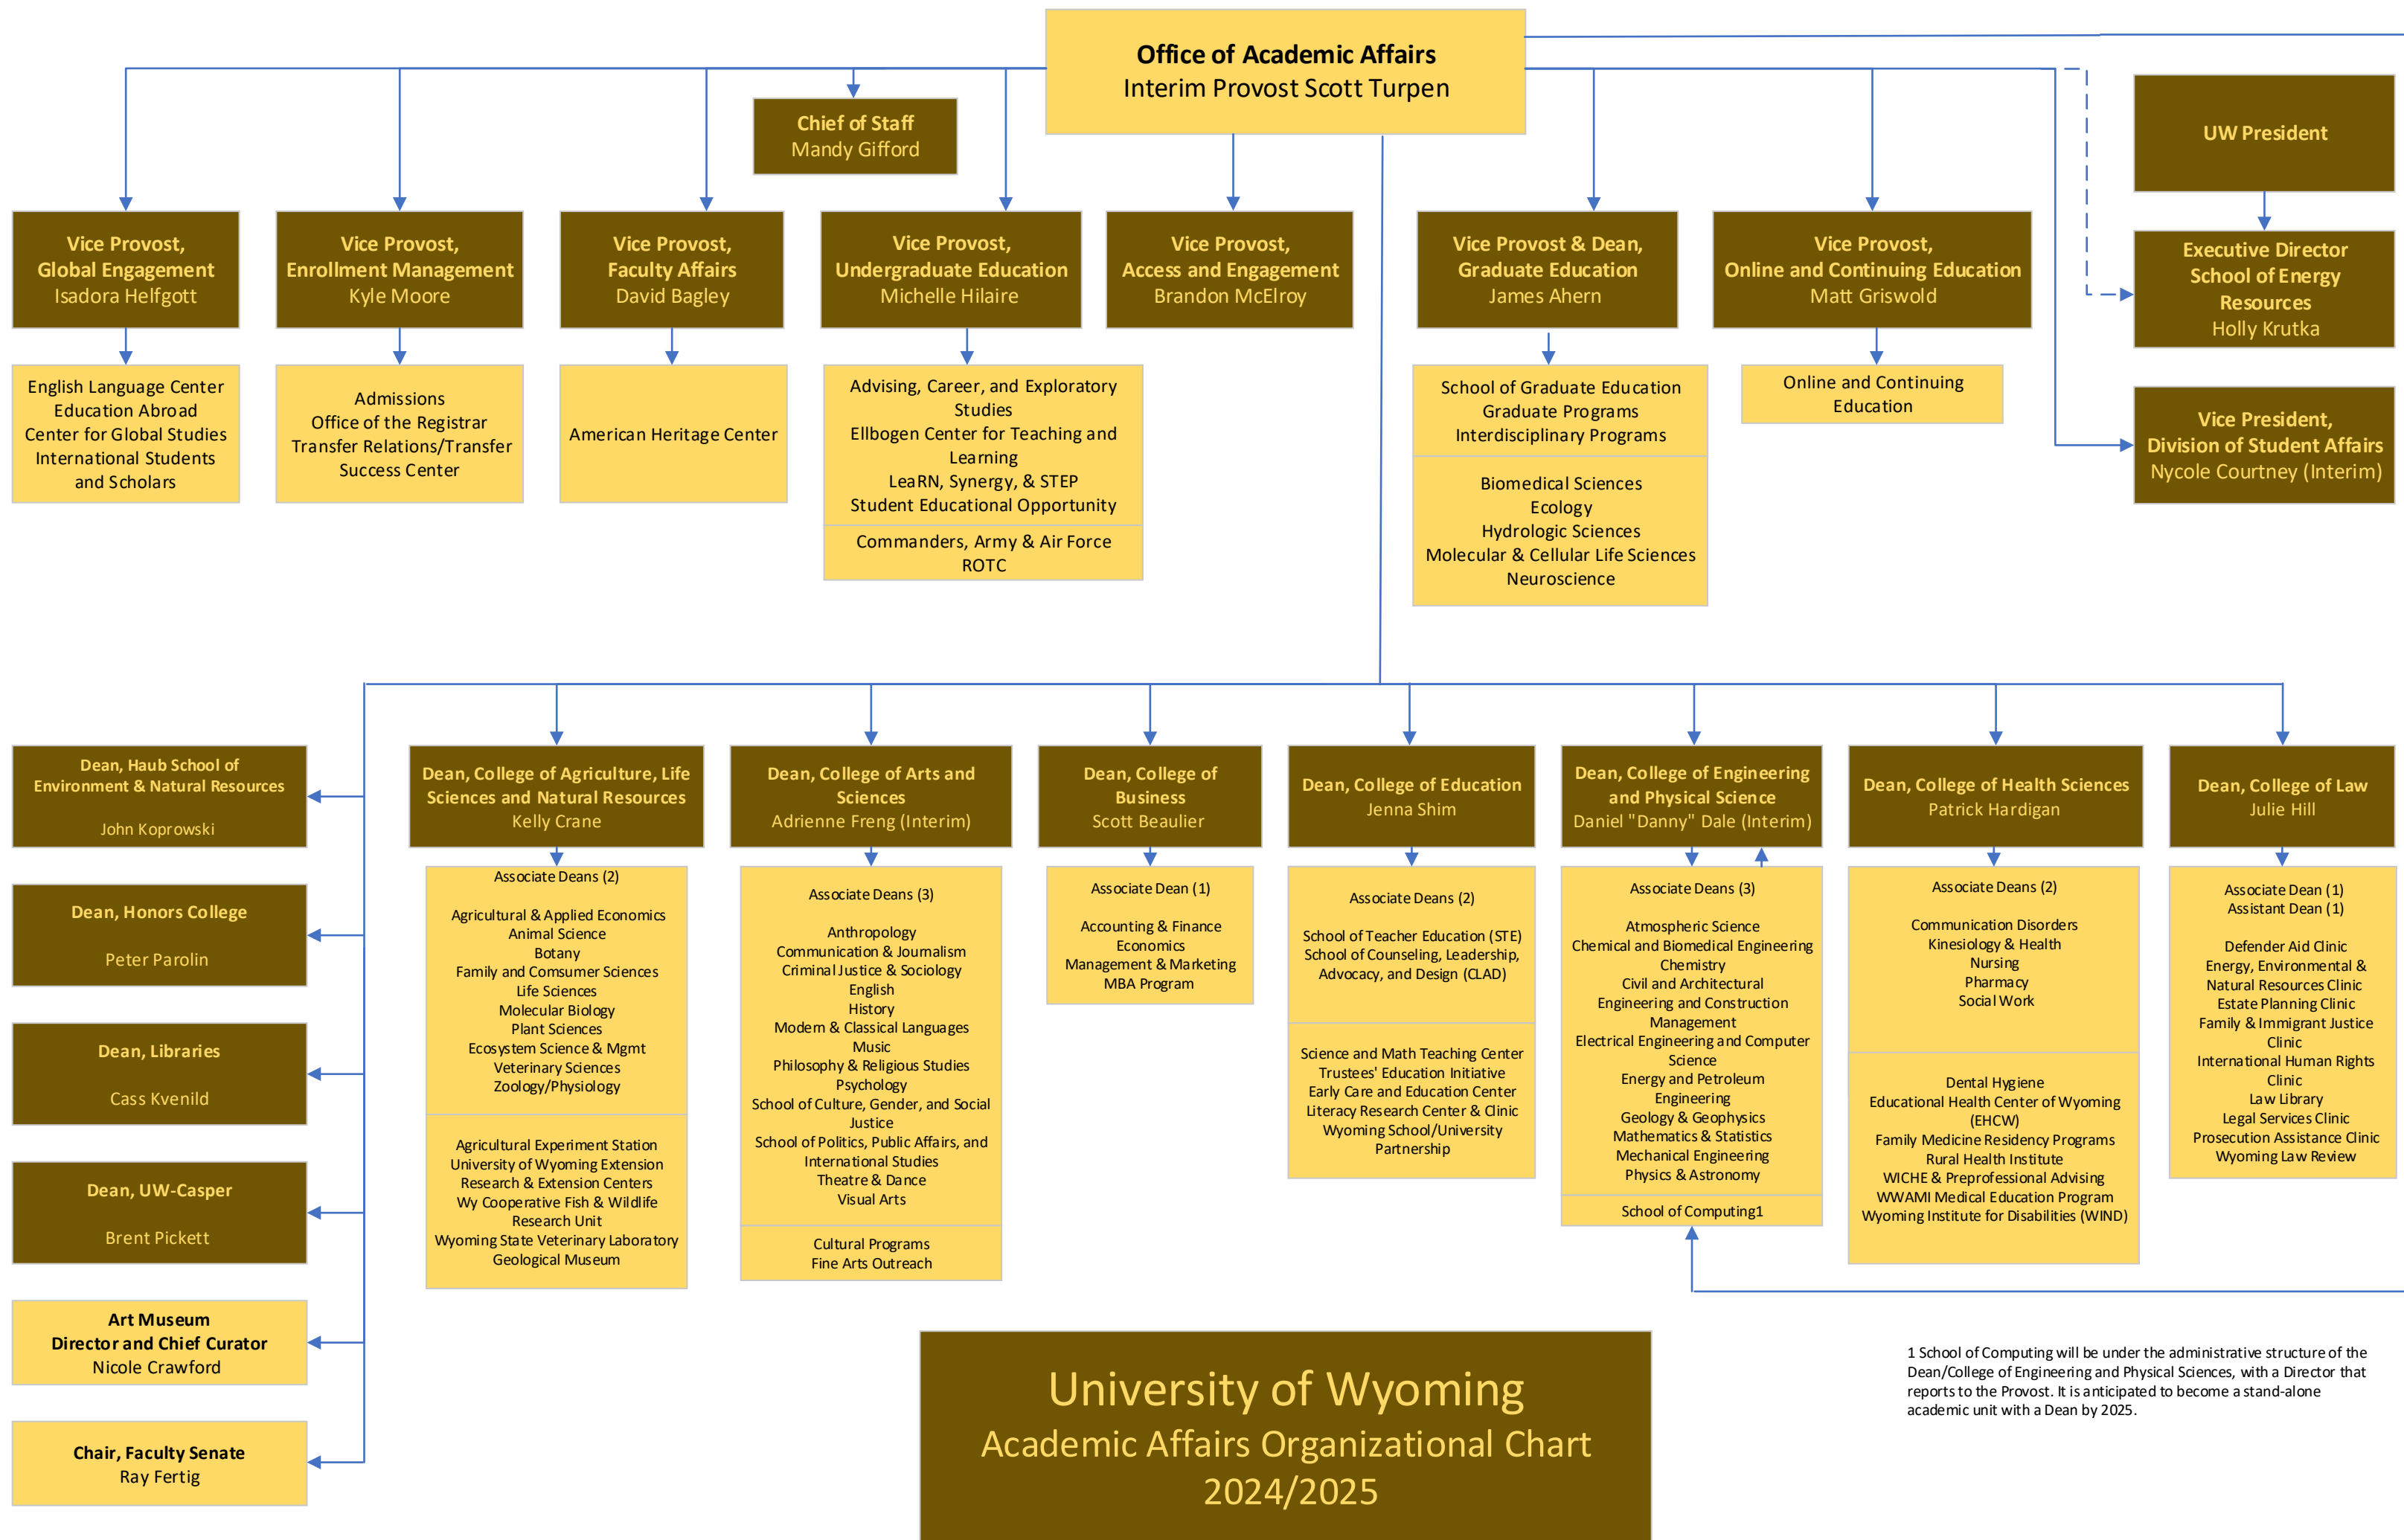 Office of Academic Affairs
Interim Provost Scott Turpen
Chief of Staff
Mandy Gifford
UW President
Vice Provost,
Global Engagement
Isadora Helfgott
Vice Provost,
Enrollment Management
Kyle Moore
Vice Provost,
Faculty Affairs
David Bagley
Vice Provost,
Undergraduate Education
Michelle Hilaire
Vice Provost,
Access and Engagement
Brandon McElroy
Vice Provost & Dean,
Graduate Education
James Ahern
Vice Provost,
Online and Continuing Education
Matt Griswold
Executive Director
School of Energy
Resources
Holly Krutka
Vice President,
Division of Student Affairs
Nycole Courtney (Interim)
English Language Center
Education Abroad
Center for Global Studies
International Students
and Scholars
Admissions
Office of the Registrar
Transfer Relations/Transfer
Success Center
American Heritage Center
Advising, Career, and Exploratory
Studies
Ellbogen Center for Teaching and
Learning
LeaRN, Synergy, & STEP
Student Educational Opportunity
Commanders, Army & Air Force
ROTC
School of Graduate Education
Graduate Programs
Interdisciplinary Programs
Biomedical Sciences
Ecology
Hydrologic Sciences
Molecular & Cellular Life Sciences
Neuroscience
Online and Continuing
Education
Dean, Haub School of
Environment & Natural Resources
John Koprowski
Dean, Honors College
Peter Parolin
Dean, Libraries
Cass Kvenild
Dean, UW-Casper
Brent Pickett
Art Museum
Director and Chief Curator
Nicole Crawford
Chair, Faculty Senate
Ray Fertig
Dean, College of Agriculture, Life
Sciences and Natural Resources
Kelly Crane
Associate Deans (2)
Agricultural & Applied Economics
Animal Science
Botany
Family and Comsumer Sciences
Life Sciences
Molecular Biology
Plant Sciences
Ecosystem Science & Mgmt
Veterinary Sciences
Zoology/Physiology
Agricultural Experiment Station
University of Wyoming Extension
Research & Extension Centers
Wy Cooperative Fish & Wildlife
Research Unit
Wyoming State Veterinary Laboratory
Geological Museum
Dean, College of Arts and
Sciences
Adrienne Freng (Interim)
Associate Deans (3)
Anthropology
Communication & Journalism
Criminal Justice & Sociology
English
History
Modern & Classical Languages
Music
Philosophy & Religious Studies
Psychology
School of Culture, Gender, and Social
Justice
School of Politics, Public Affairs, and
International Studies
Theatre & Dance
Visual Arts
Cultural Programs
Fine Arts Outreach
Dean, College of
Business
Scott Beaulier
Associate Dean (1)
Accounting & Finance
Economics
Management & Marketing
MBA Program
Dean, College of Education
Jenna Shim
Associate Deans (2)
School of Teacher Education (STE)
School of Counseling, Leadership,
Advocacy, and Design (CLAD)
Science and Math Teaching Center
Trustees' Education Initiative
Early Care and Education Center
Literacy Research Center & Clinic
Wyoming School/University
Partnership
Dean, College of Engineering
and Physical Science
Daniel "Danny" Dale (Interim)
Associate Deans (3)
Atmospheric Science
Chemical and Biomedical Engineering
Chemistry
Civil and Architectural
Engineering and Construction
Management
Electrical Engineering and Computer
Science
Energy and Petroleum
Engineering
Geology & Geophysics
Mathematics & Statistics
Mechanical Engineering
Physics & Astronomy
School of Computing1
Dean, College of Health Sciences
Patrick Hardigan
Associate Deans (2)
Communication Disorders
Kinesiology & Health
Nursing
Pharmacy
Social Work
Dental Hygiene
Educational Health Center of Wyoming
(EHCW)
Family Medicine Residency Programs
Rural Health Institute
WICHE & Preprofessional Advising
WWAMI Medical Education Program
Wyoming Institute for Disabilities (WIND)
Dean, College of Law
Julie Hill
Associate Dean (1)
Assistant Dean (1)
Defender Aid Clinic
Energy, Environmental &
Natural Resources Clinic
Estate Planning Clinic
Family & Immigrant Justice
Clinic
International Human Rights
Clinic
Law Library
Legal Services Clinic
Prosecution Assistance Clinic
Wyoming Law Review
University of Wyoming
Academic Affairs Organizational Chart
2024/2025
1 School of Computing will be under the administrative structure of the
Dean/College of Engineering and Physical Sciences, with a Director that
reports to the Provost. It is anticipated to become a stand-alone
academic unit with a Dean by 2025.